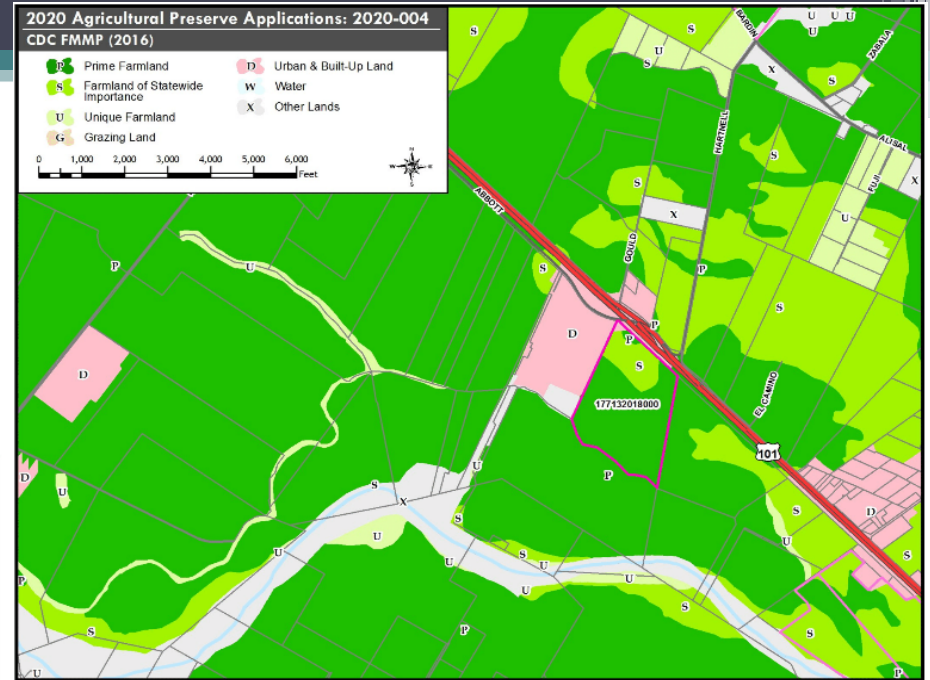 2020 Agricultural Preserve Applications: 2020-004
CDC FMMP (2016)
P Prime Farmland
S Farmland of Statewide
Importance
U Unique Farmland
G Grazing Land
D Urban & Built-Up Land
W Water
X Other Lands
0 1,000 2,000 3,000 4,000 5,000 6,000
Feet
N
W E
S
S
S
U
S
BARDIN
U
U U
U
ZABALA
X
S
HARTNELL
ALISAL
FUJI
X
S
S
X
U
ABBOTT
GOULD
P
U
P
S
S
D
P
P
S
D
177132018000
EL CAMINO
101
D
U
U
P
S
X
S
U
U
S
U
U
U
U
S
S
U
D
S
P
S
P
S
U
P